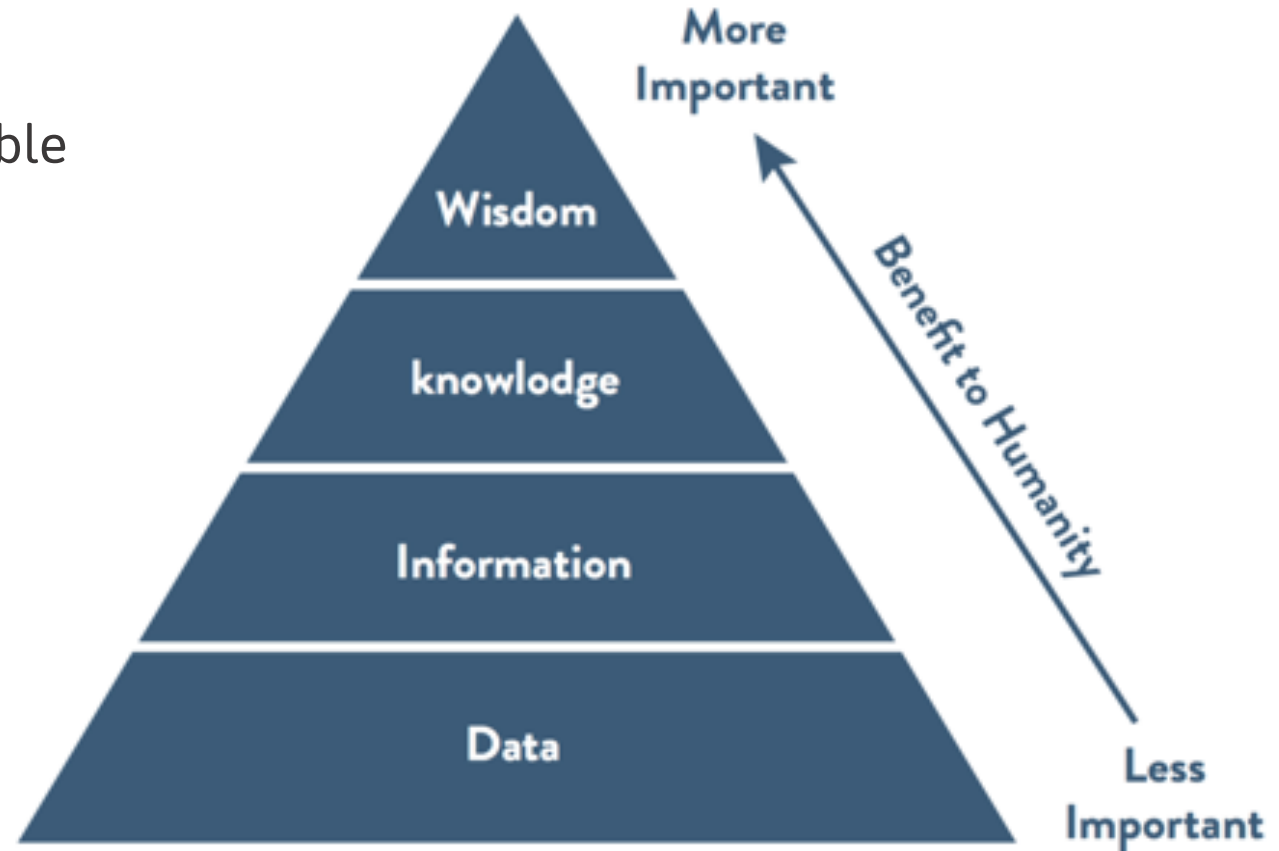 More
Important
ble
Wisdom
Benefit to Humanity
knowlodge
Information
Data
Less
Important